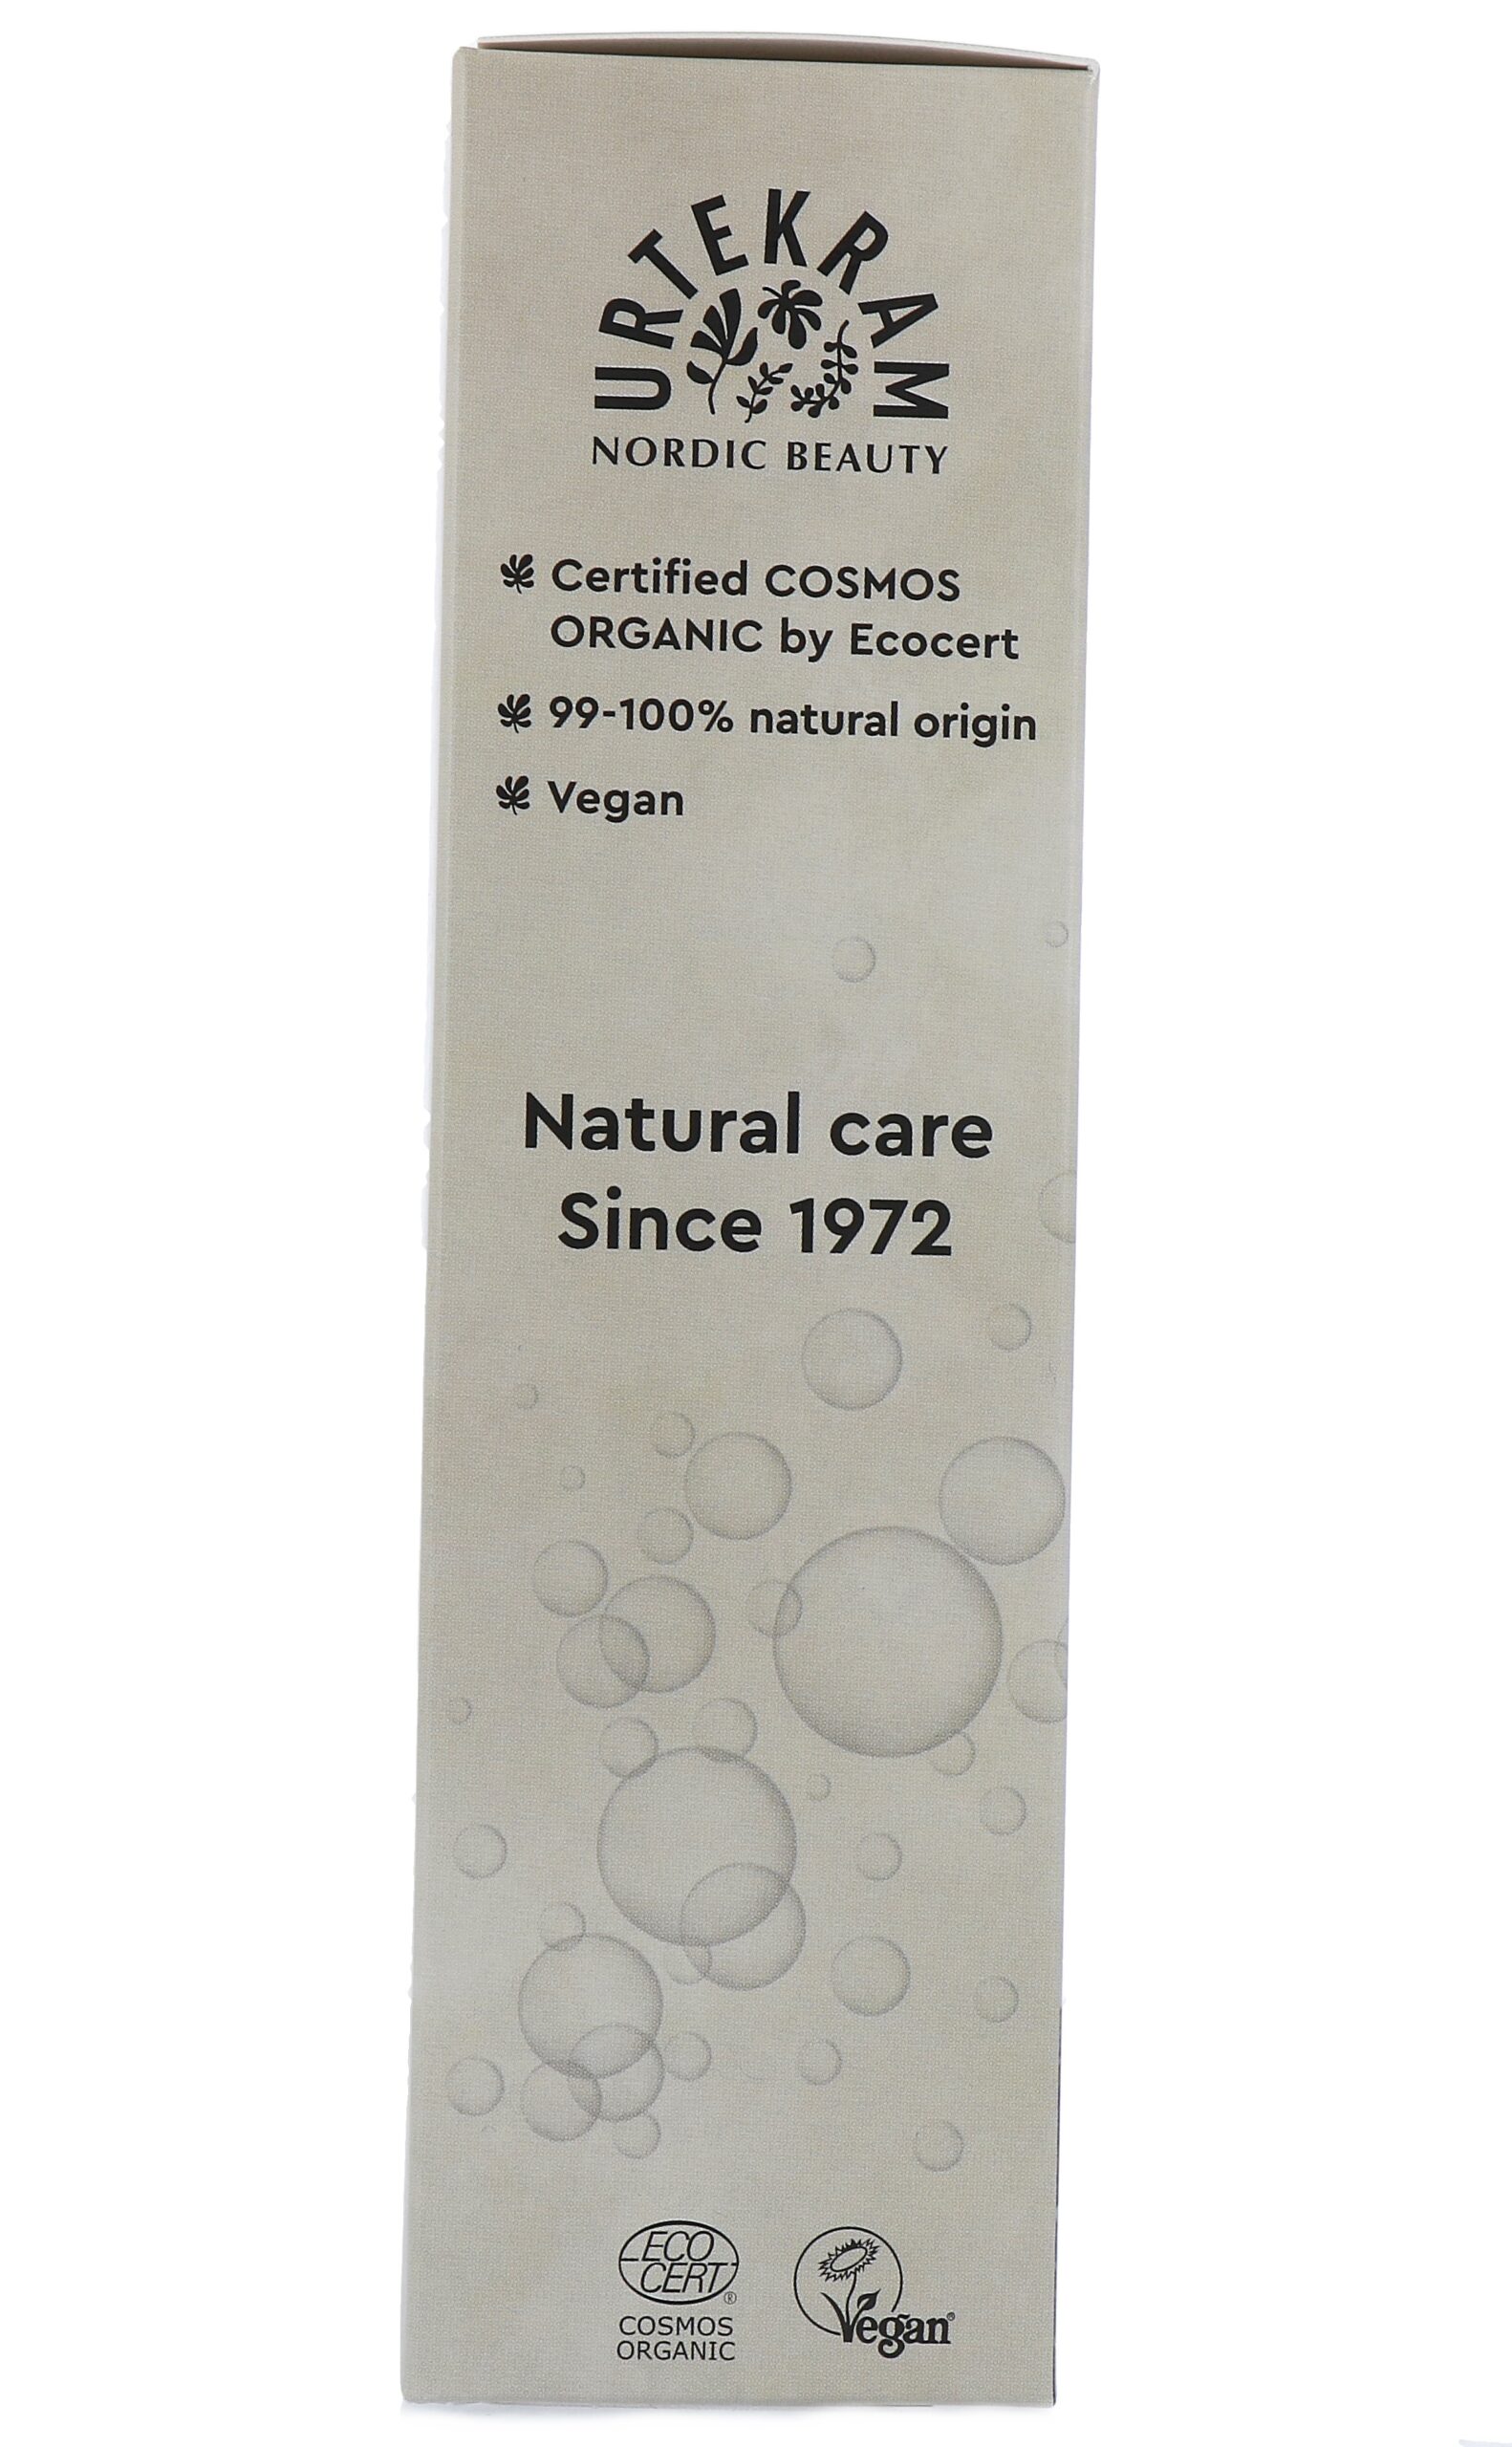 URTEKRAM
NORDIC BEAUTY
Certified COSMOS
ORGANIC by Ecocert
99-100% natural origin
Vegan
Natural care
Since 1972
ECO
CERT®
COSMOS
ORGANIC
Vegan®